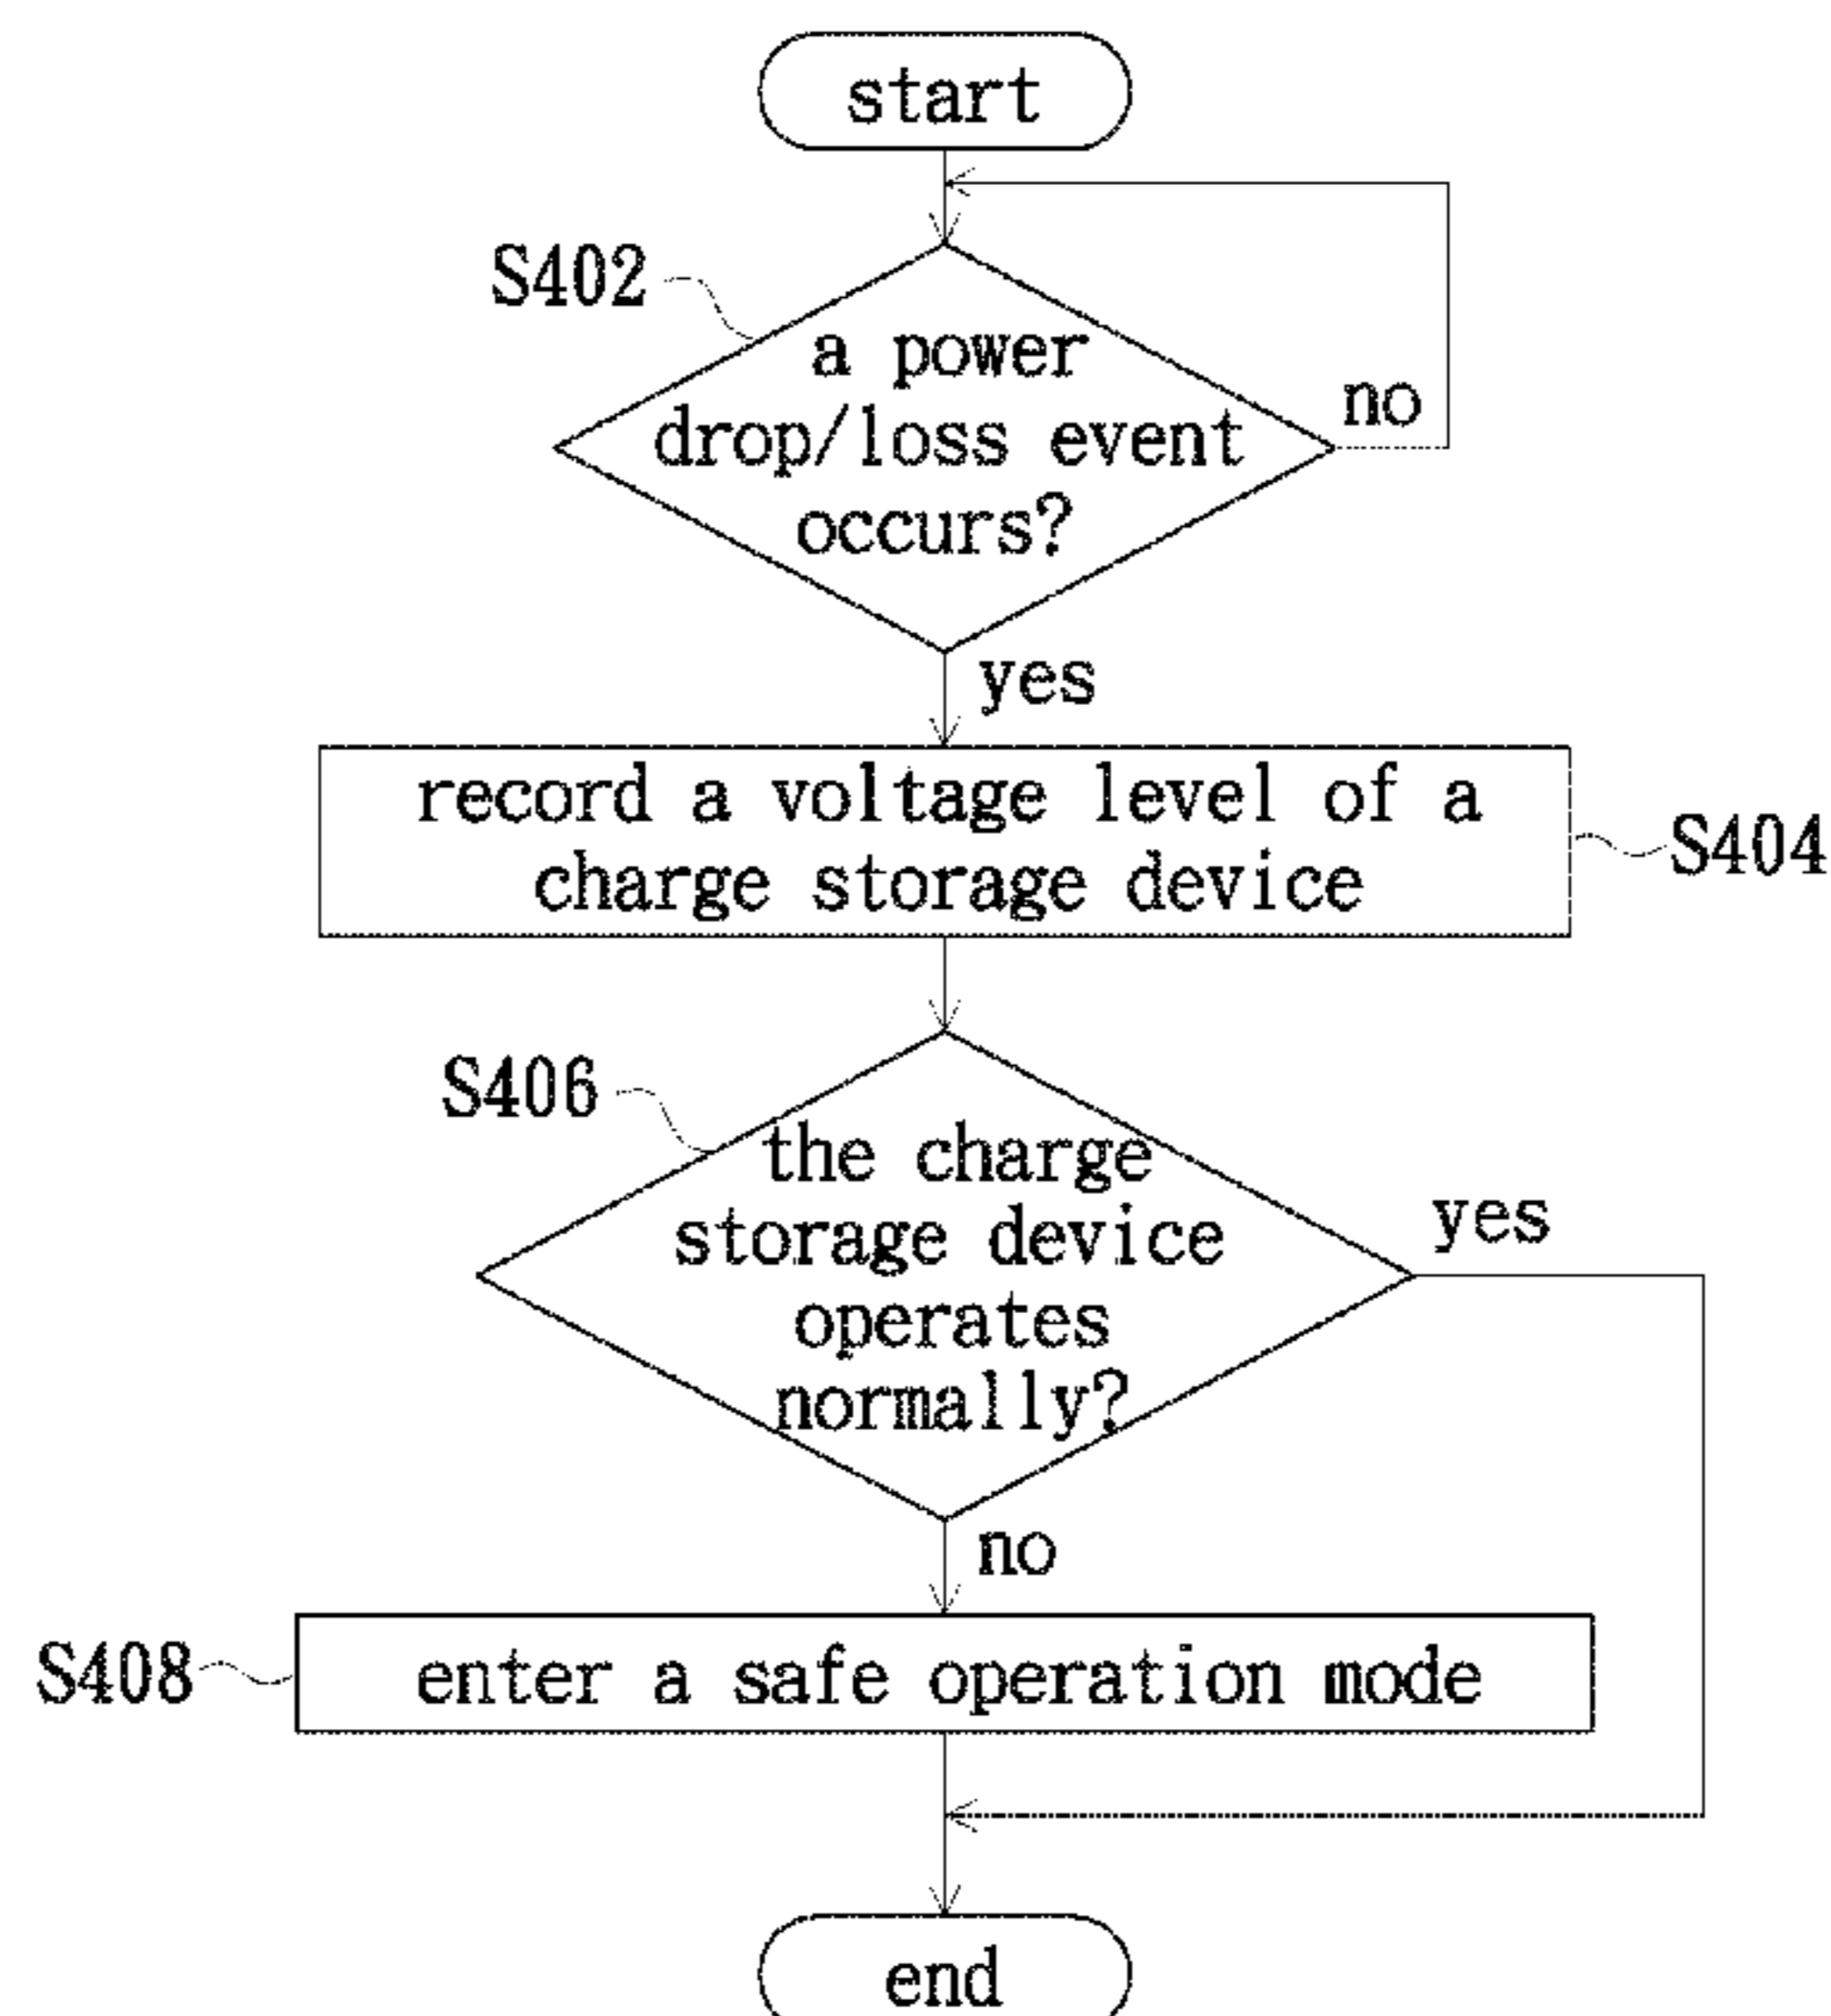 start
S402
a power
drop/loss event
occurs?
no
yes
record a voltage level of a
charge storage device
S404
S406
the charge
storage device
operates
normally?
yes
no
S408
enter a safe operation mode
end